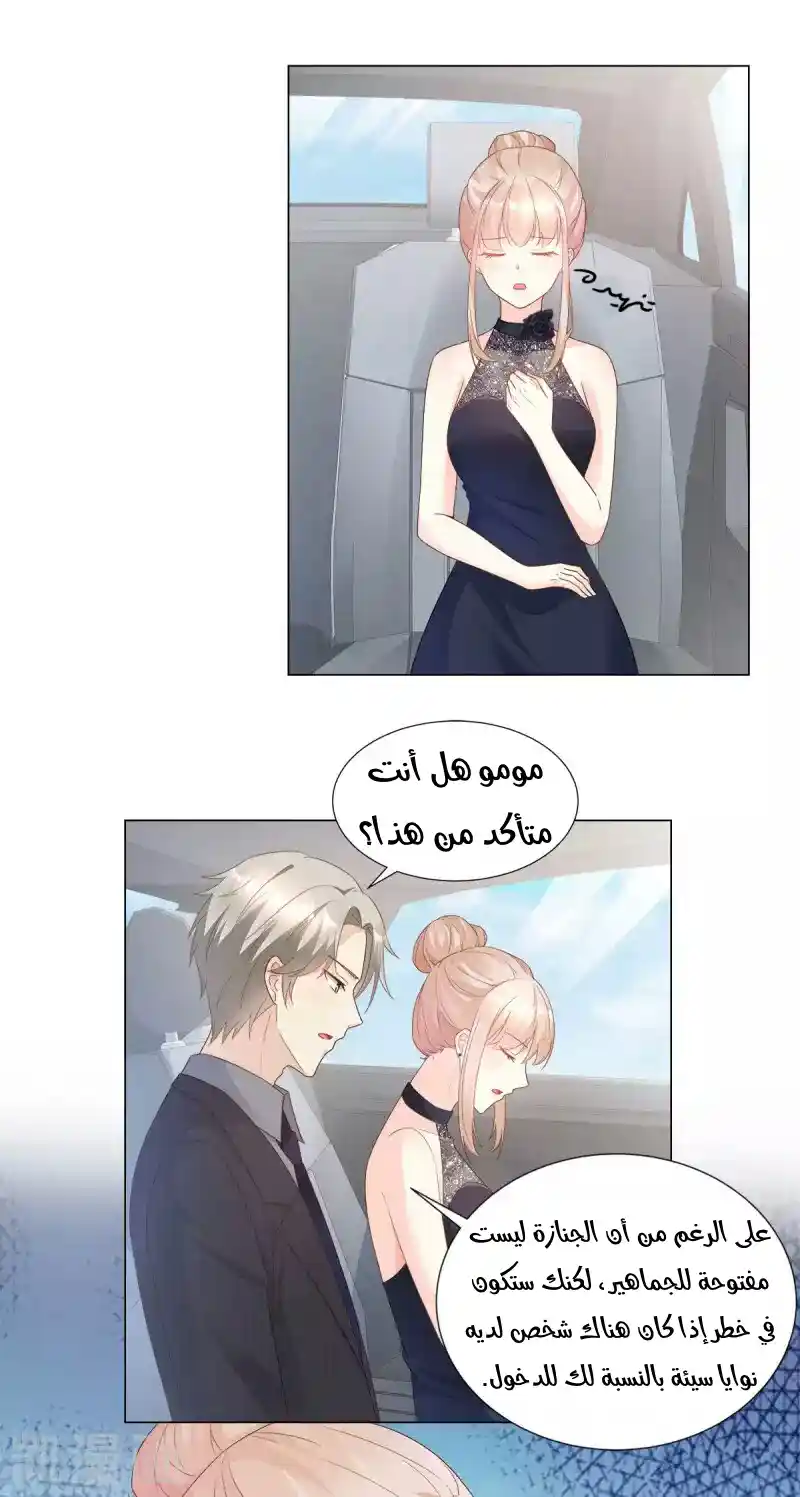 تنهيدة
مومو هل أنت
متأكد من هذا؟
على الرغم من أن الجنازة ليست
مفتوحة للجماهير، لكنك ستكون
في خطر إذا كان هناك شخص لديه
نوايا سيئة بالنسبة لك للدخول.